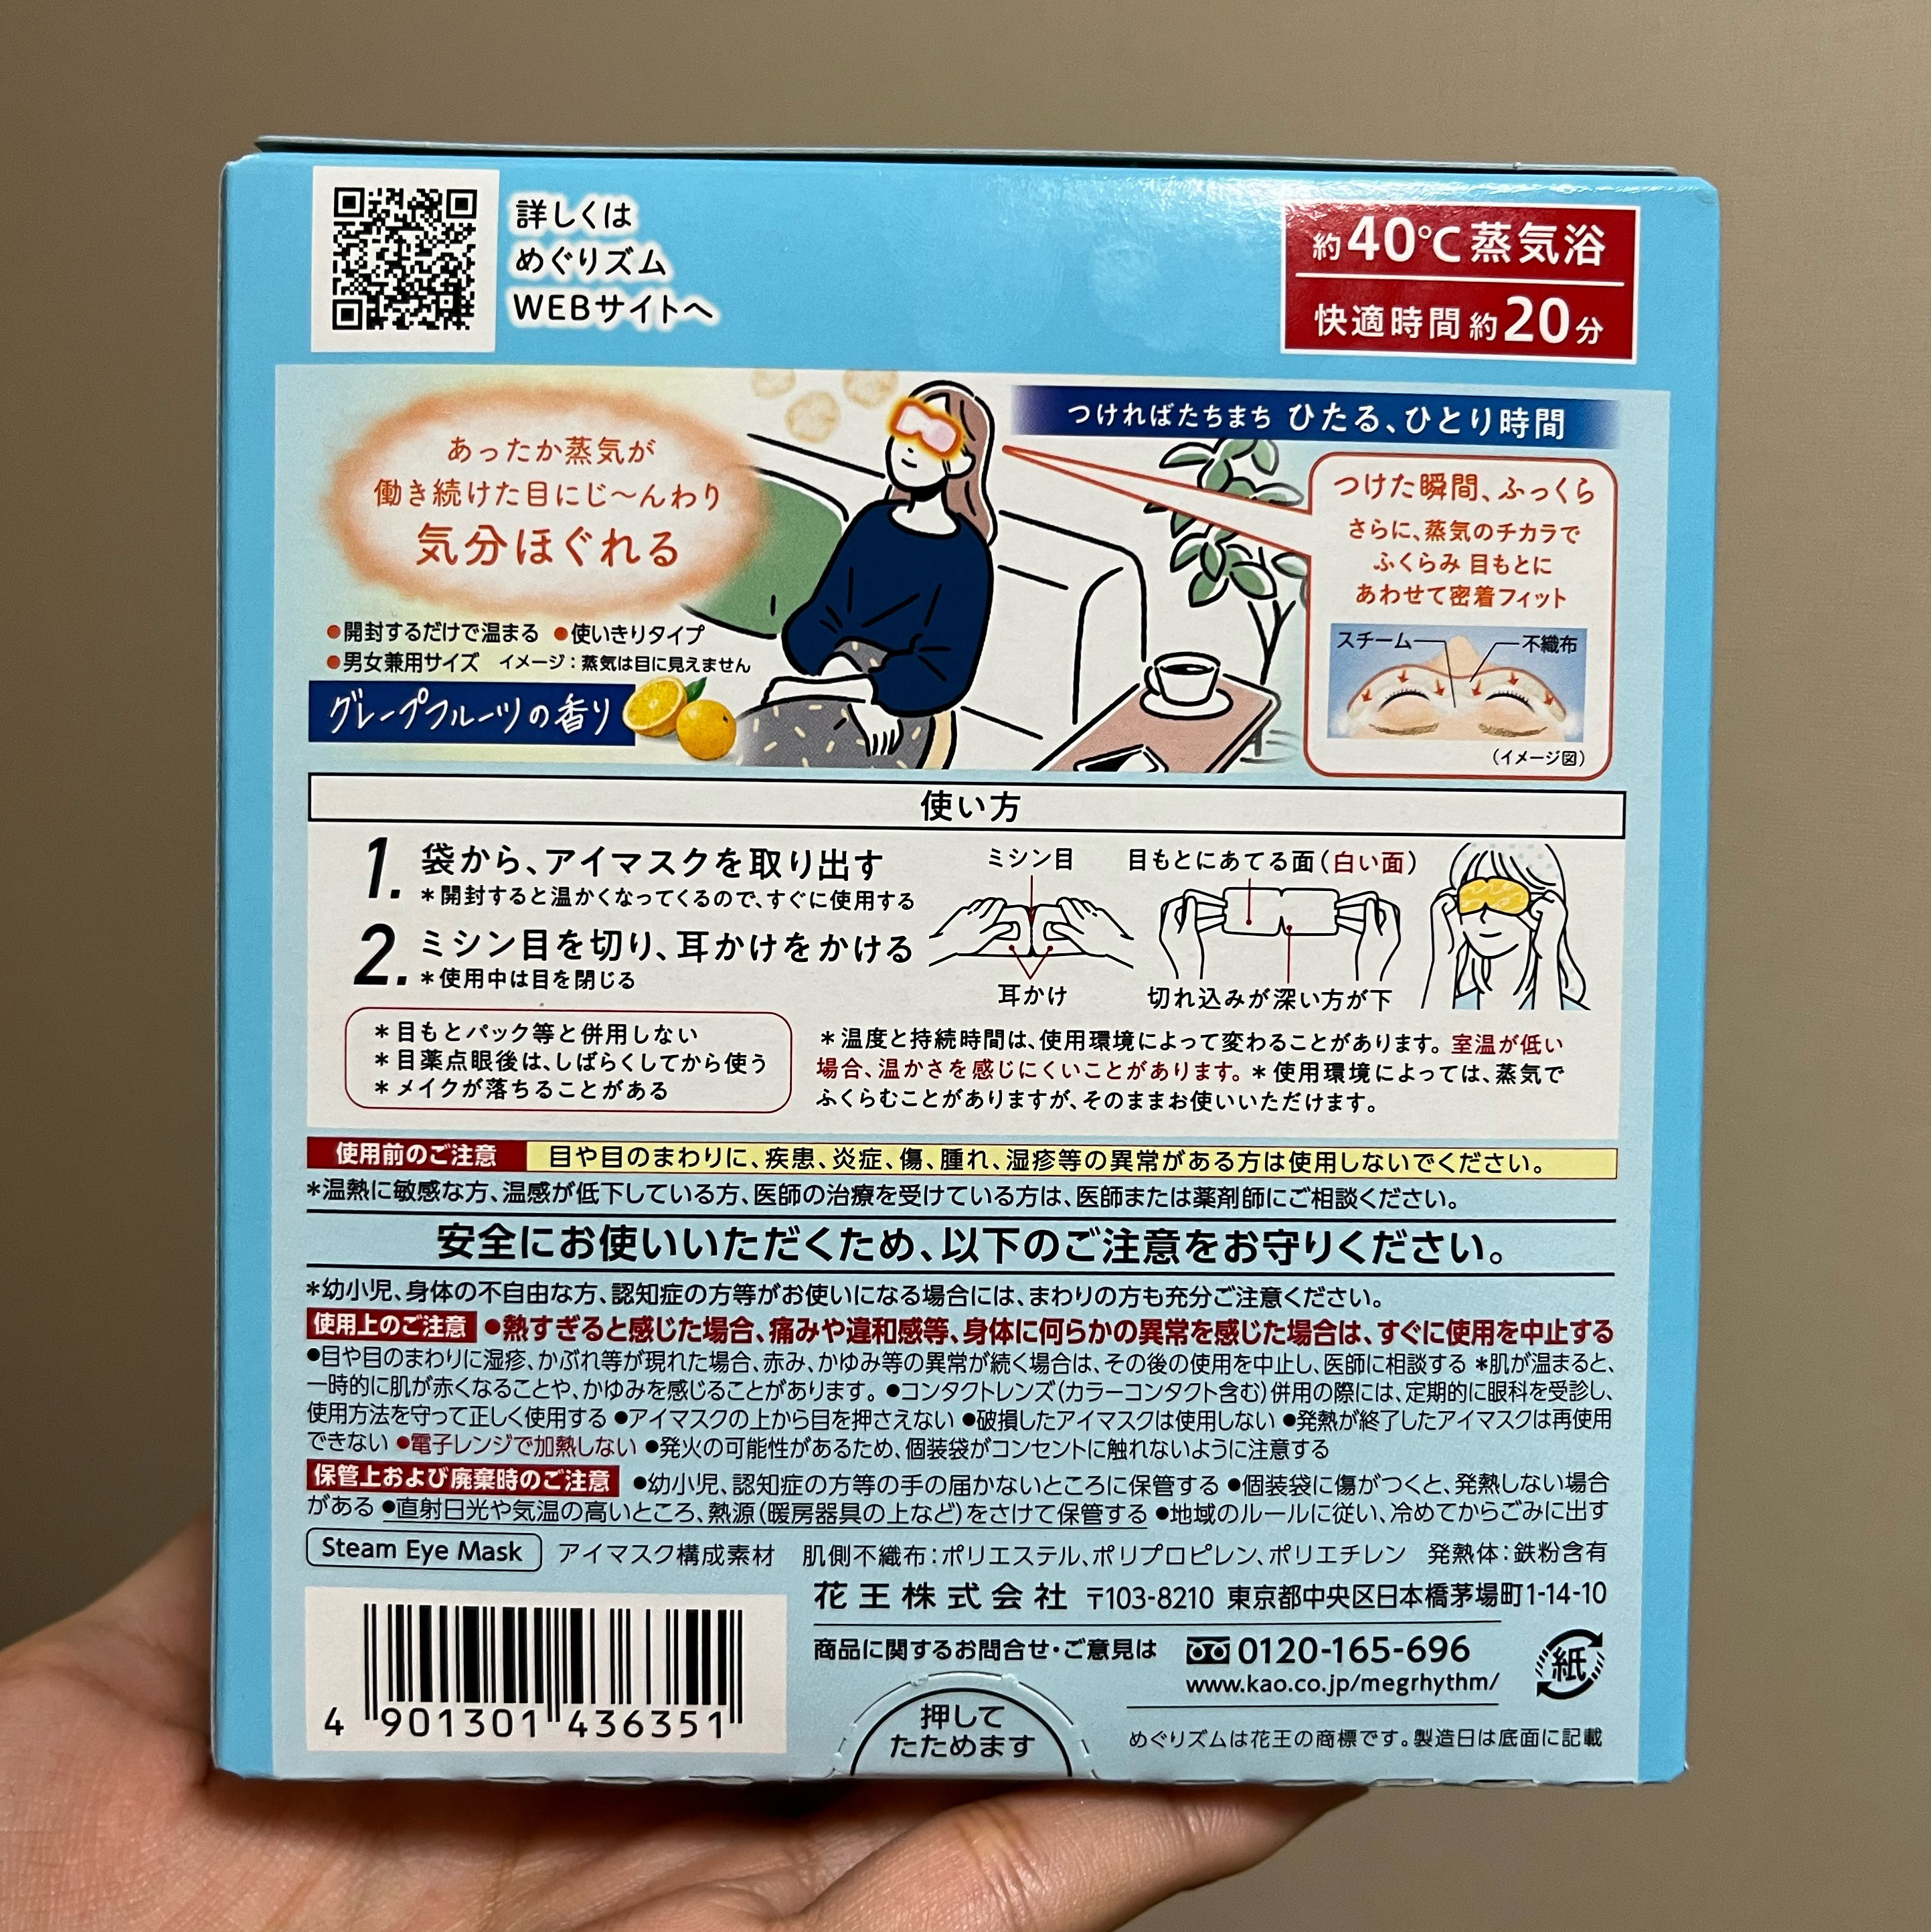 詳しくは
めぐりズム
WEBサイトへ
約40℃蒸気浴
快適時間約20分
つければたちまち ひたる、ひとり時間
あったか蒸気が
働き続けた目にじ〜んわり
気分ほぐれる
●開封するだけで温まる ●使いきりタイプ
●男女兼用サイズ イメージ：蒸気は目に見えません
グレープフルーツの香り
つけた瞬間、ふっくら
さらに、蒸気のチカラで
ふくらみ 目もとに
あわせて密着フィット
スチーム 不織布
（イメージ図）
使い方
1. 袋から、アイマスクを取り出す
＊開封すると温かくなってくるので、すぐに使用する
2. ミシン目を切り、耳かけをかける
＊使用中は目を閉じる
ミシン目
耳かけ
目もとにあてる面（白い面）
切れ込みが深い方が下
＊目もとパック等と併用しない
＊目薬点眼後は、しばらくしてから使う
＊メイクが落ちることがある
＊温度と持続時間は、使用環境によって変わることがあります。室温が低い
場合、温かさを感じにくいことがあります。＊使用環境によっては、蒸気で
ふくらむことがありますが、そのままお使いいただけます。
使用前のご注意 目や目のまわりに、疾患、炎症、傷、腫れ、湿疹等の異常がある方は使用しないでください。
＊温熱に敏感な方、温感が低下している方、医師の治療を受けている方は、医師または薬剤師にご相談ください。
安全にお使いいただくため、以下のご注意をお守りください。
＊幼小児、身体の不自由な方、認知症の方等がお使いになる場合には、まわりの方も充分ご注意ください。
使用上のご注意 ●熱すぎると感じた場合、痛みや違和感等、身体に何らかの異常を感じた場合は、すぐに使用を中止する
●目や目のまわりに湿疹、かぶれ等が現れた場合、赤み、かゆみ等の異常が続く場合は、その後の使用を中止し、医師に相談する ＊肌が温まると、
一時的に肌が赤くなることや、かゆみを感じることがあります。●コンタクトレンズ（カラーコンタクト含む）併用の際には、定期的に眼科を受診し、
使用方法を守って正しく使用する ●アイマスクの上から目を押さえない ●破損したアイマスクは使用しない ●発熱が終了したアイマスクは再使用
できない ●電子レンジで加熱しない ●発火の可能性があるため、個装袋がコンセントに触れないように注意する
保管上および廃棄時のご注意 ●幼小児、認知症の方等の手の届かないところに保管する ●個装袋に傷がつくと、発熱しない場合
がある ●直射日光や気温の高いところ、熱源（暖房器具の上など）をさけて保管する ●地域のルールに従い、冷めてからごみに出す
Steam Eye Mask アイマスク構成素材 肌側不織布：ポリエステル、ポリプロピレン、ポリエチレン 発熱体：鉄粉含有
花王株式会社 〒103-8210 東京都中央区日本橋茅場町1-14-10
商品に関するお問合せ・ご意見は 0120-165-696
www.kao.co.jp/megrhythm/
紙
めぐりズムは花王の商標です。製造日は底面に記載
4 901301 436351
押して
たためます